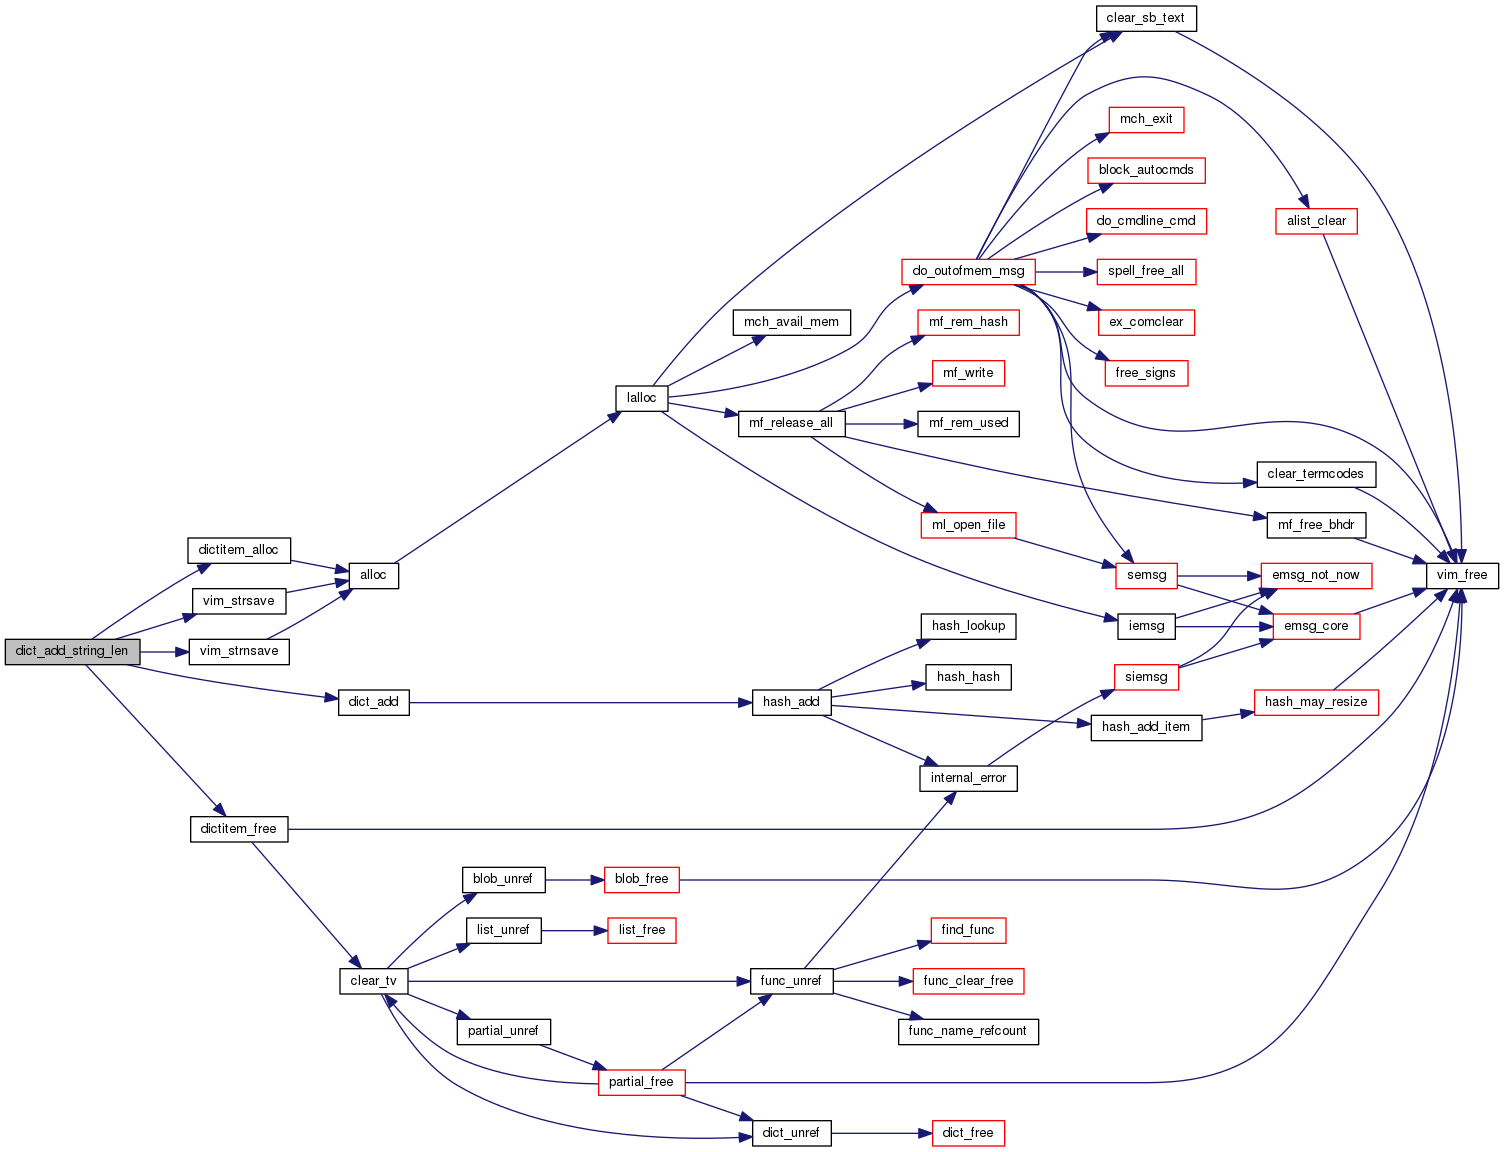 clear_sb_text
mch_exit
block_autocmds
do_cmdline_cmd
alist_clear
do_outofmem_msg
spell_free_all
mch_avail_mem
mf_rem_hash
ex_comclear
free_signs
mf_write
lalloc
mf_release_all
mf_rem_used
clear_termcodes
ml_open_file
mf_free_bhdr
dictitem_alloc
alloc
semsg
emsg_not_now
vim_free
vim_strsave
iemsg
emsg_core
hash_lookup
dict_add_string_len
vim_strnsave
hash_hash
siemsg
dict_add
hash_add
hash_may_resize
hash_add_item
internal_error
dictitem_free
blob_unref
blob_free
list_unref
list_free
find_func
clear_tv
func_unref
func_clear_free
partial_unref
func_name_refcount
partial_free
dict_unref
dict_free